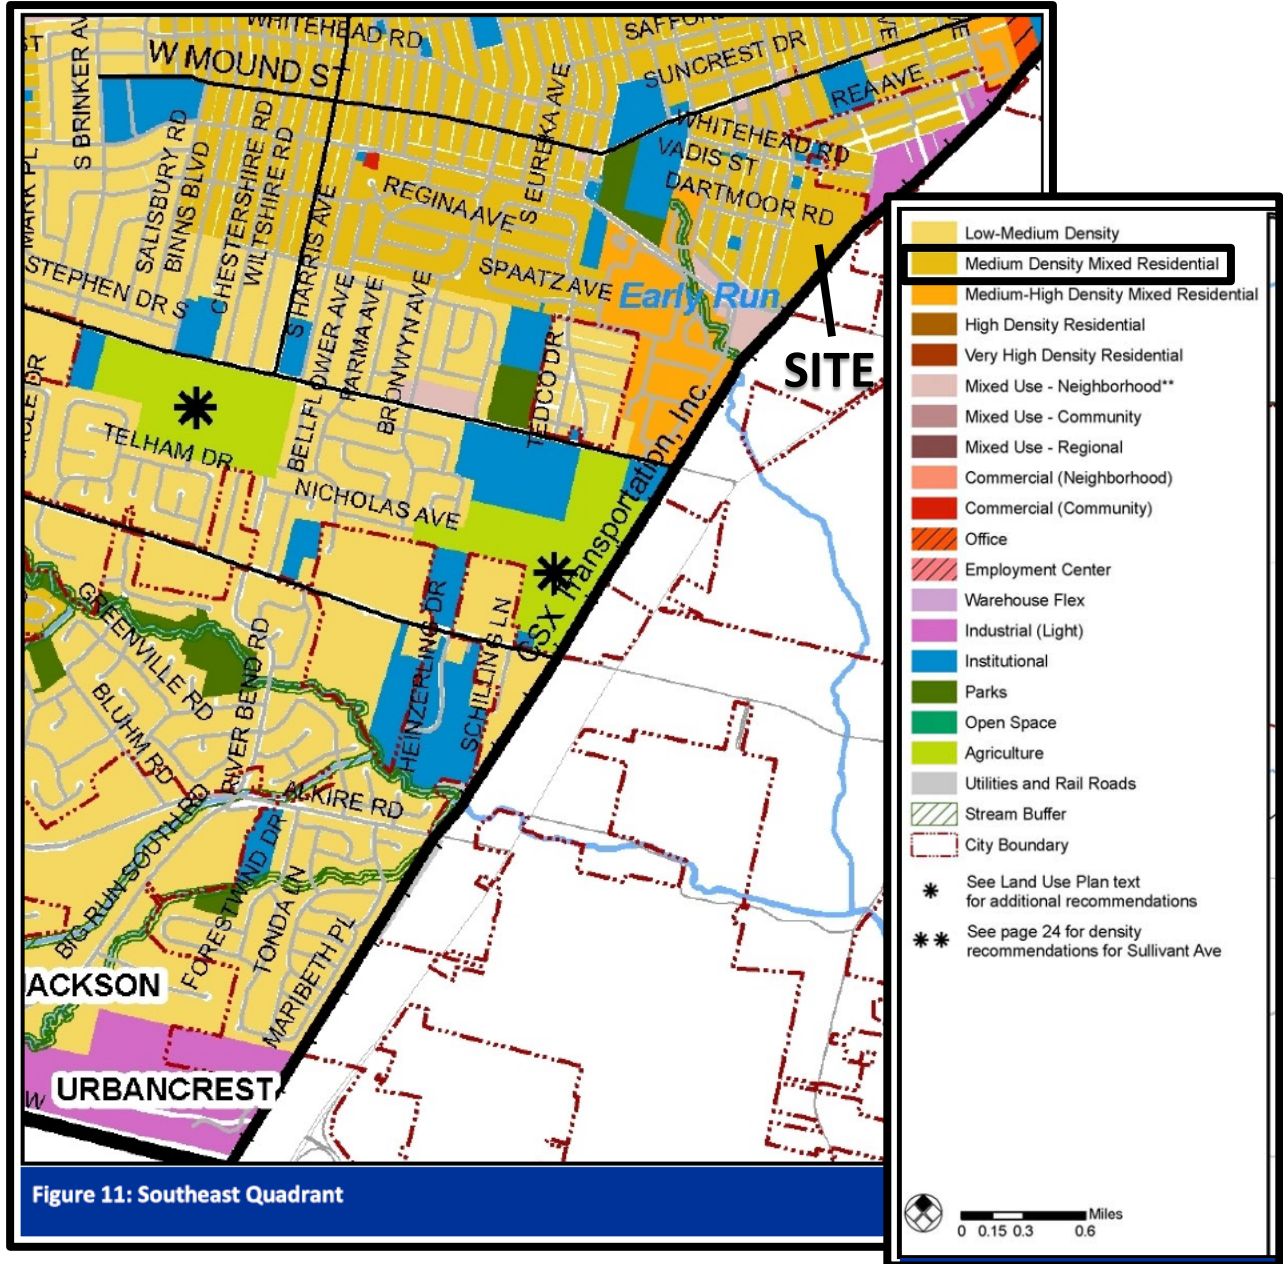 WHITEHEAD RD
SAFFOR
AVE
ST
S BRINKER AV
W MOUND ST
SUNCREST DR
REA AVE
MARK PL
SALISBURY RD
BINNS BLVD
CHESTERSHIRE RD
WILTSHIRE RD
S HARRIS AVE
REGINA AVE
S EUREKA AVE
WHITEHEAD RD
VADIS ST
DARTMOOR RD
STEPHEN DR S
SPAATZ AVE
Early Run
SITE
BELLFLOWER AVE
PARMA AVE
BRONWYN AVE
TEDCO DR
TELHAM DR
NICHOLAS AVE
CSX Transportation, Inc.
GREENVILLE RD
BLUHM RD
RIVER BEND RD
HEINZERLING DR
SCHILLING LN
ALKIRE RD
BIG RUN SOUTH RD
FORESTWIND DR
TONDA LN
MARIBETH PL
ACKSON
URBANCREST
W
Figure 11: Southeast Quadrant
Low-Medium Density
Medium Density Mixed Residential
Medium-High Density Mixed Residential
High Density Residential
Very High Density Residential
Mixed Use - Neighborhood**
Mixed Use - Community
Mixed Use - Regional
Commercial (Neighborhood)
Commercial (Community)
Office
Employment Center
Warehouse Flex
Industrial (Light)
Institutional
Parks
Open Space
Agriculture
Utilities and Rail Roads
Stream Buffer
City Boundary
* See Land Use Plan text
for additional recommendations
** See page 24 for density
recommendations for Sullivant Ave
Miles
0 0.15 0.3 0.6